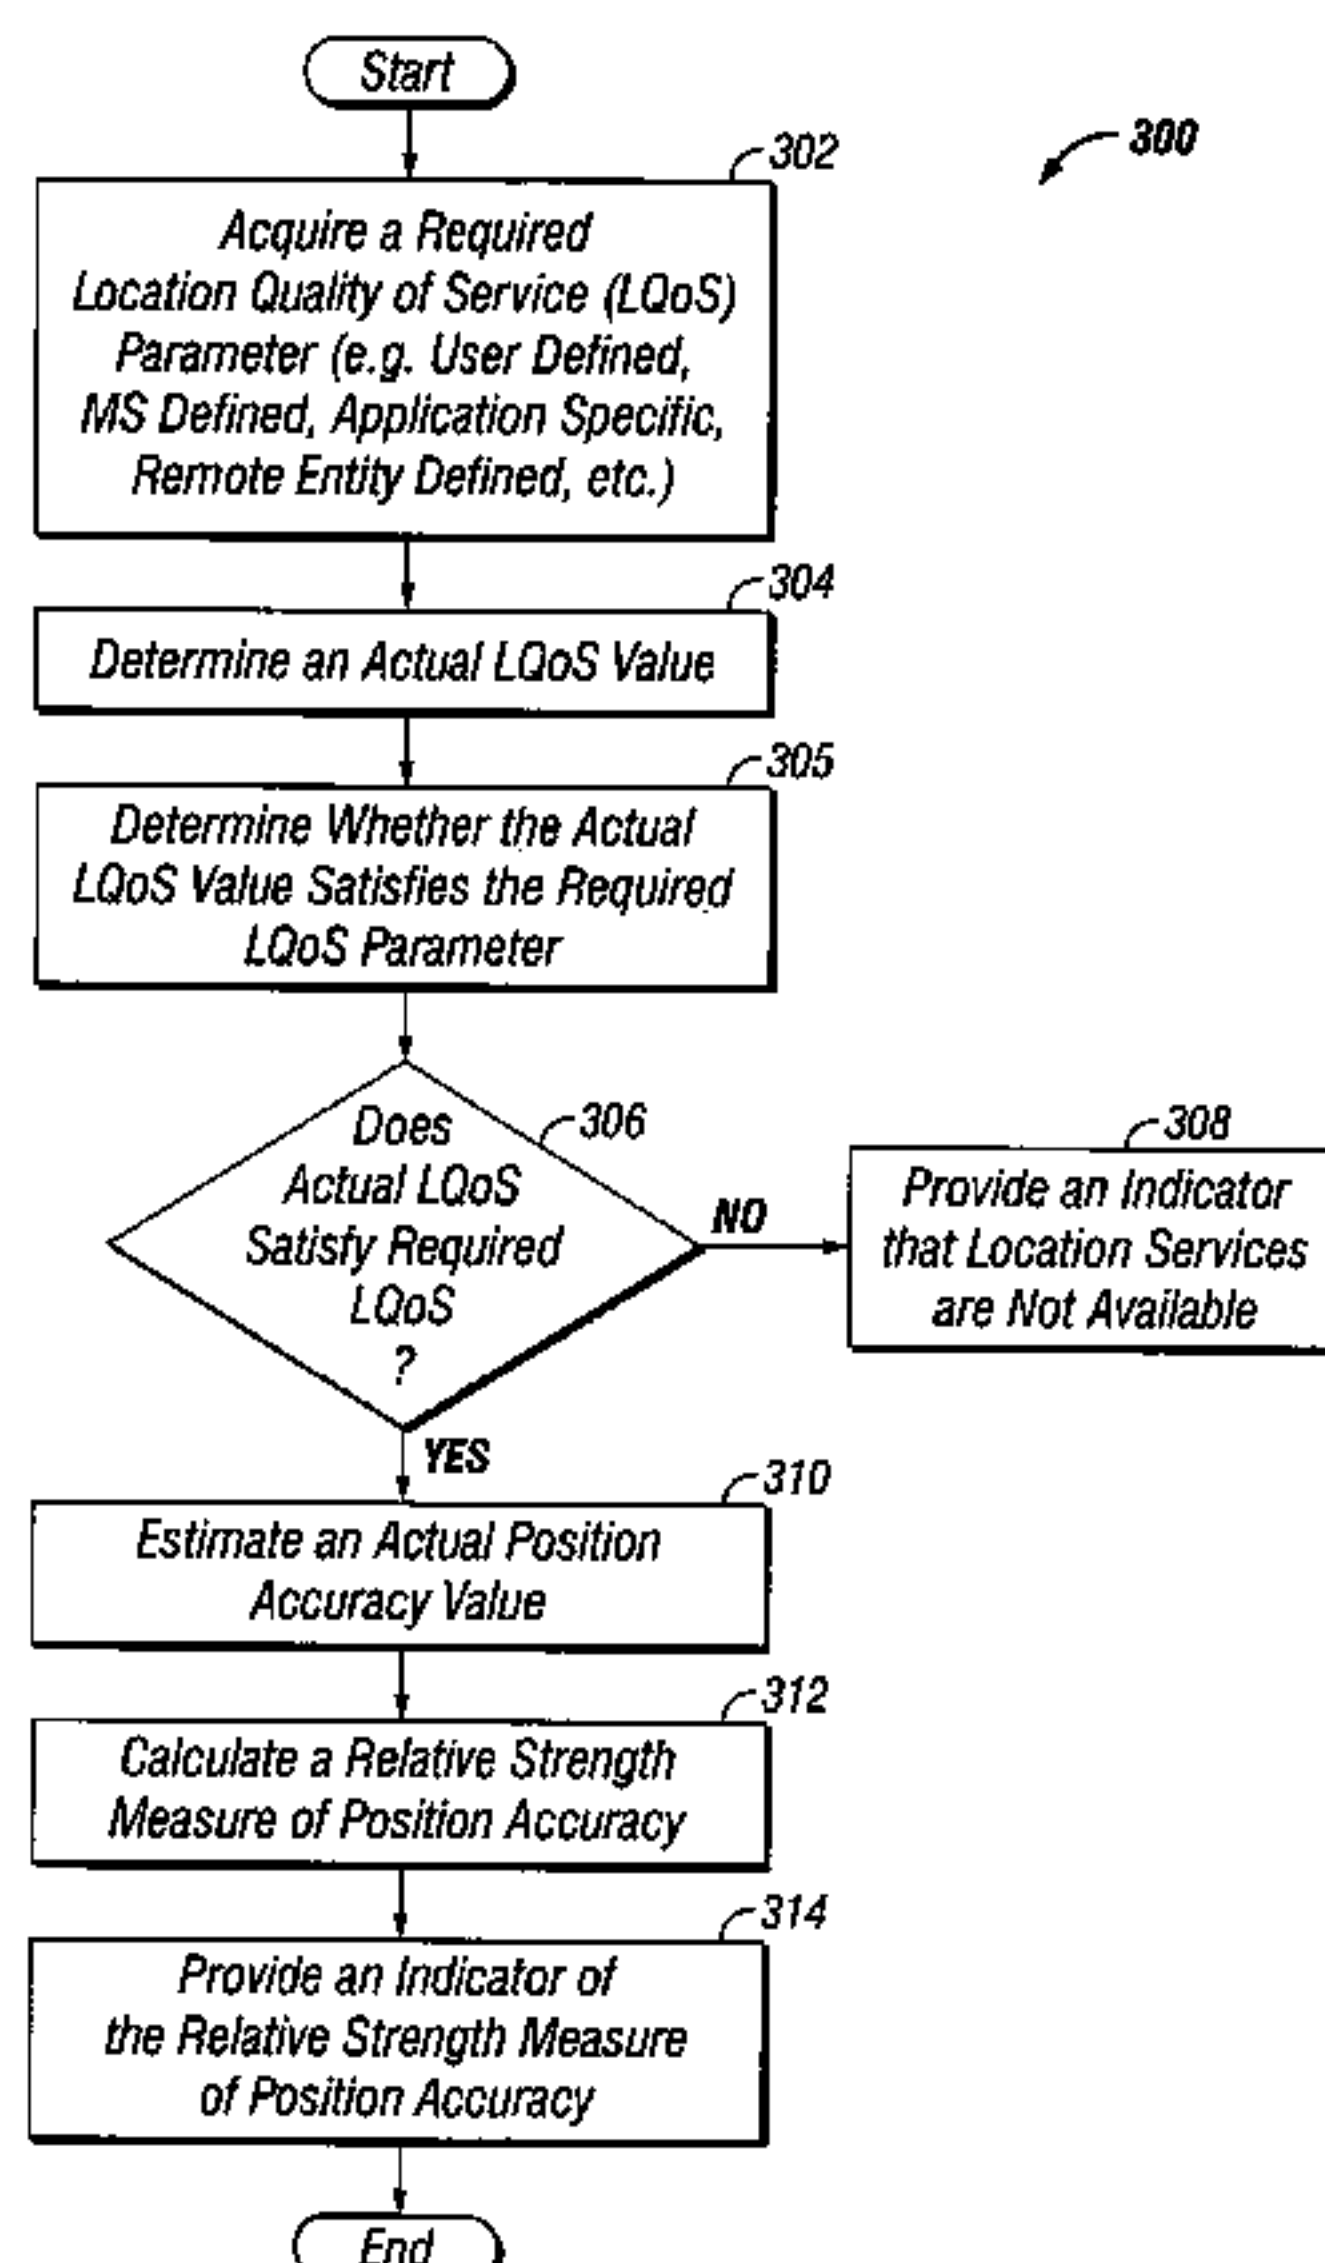 Start
300
302
Acquire a Required
Location Quality of Service (LQoS)
Parameter (e.g. User Defined,
MS Defined, Application Specific,
Remote Entity Defined, etc.)
304
Determine an Actual LQoS Value
305
Determine Whether the Actual
LQoS Value Satisfies the Required
LQoS Parameter
306
Does
Actual LQoS
Satisfy Required
LQoS
?
NO
308
Provide an Indicator
that Location Services
are Not Available
YES
310
Estimate an Actual Position
Accuracy Value
312
Calculate a Relative Strength
Measure of Position Accuracy
314
Provide an Indicator of
the Relative Strength Measure
of Position Accuracy
End